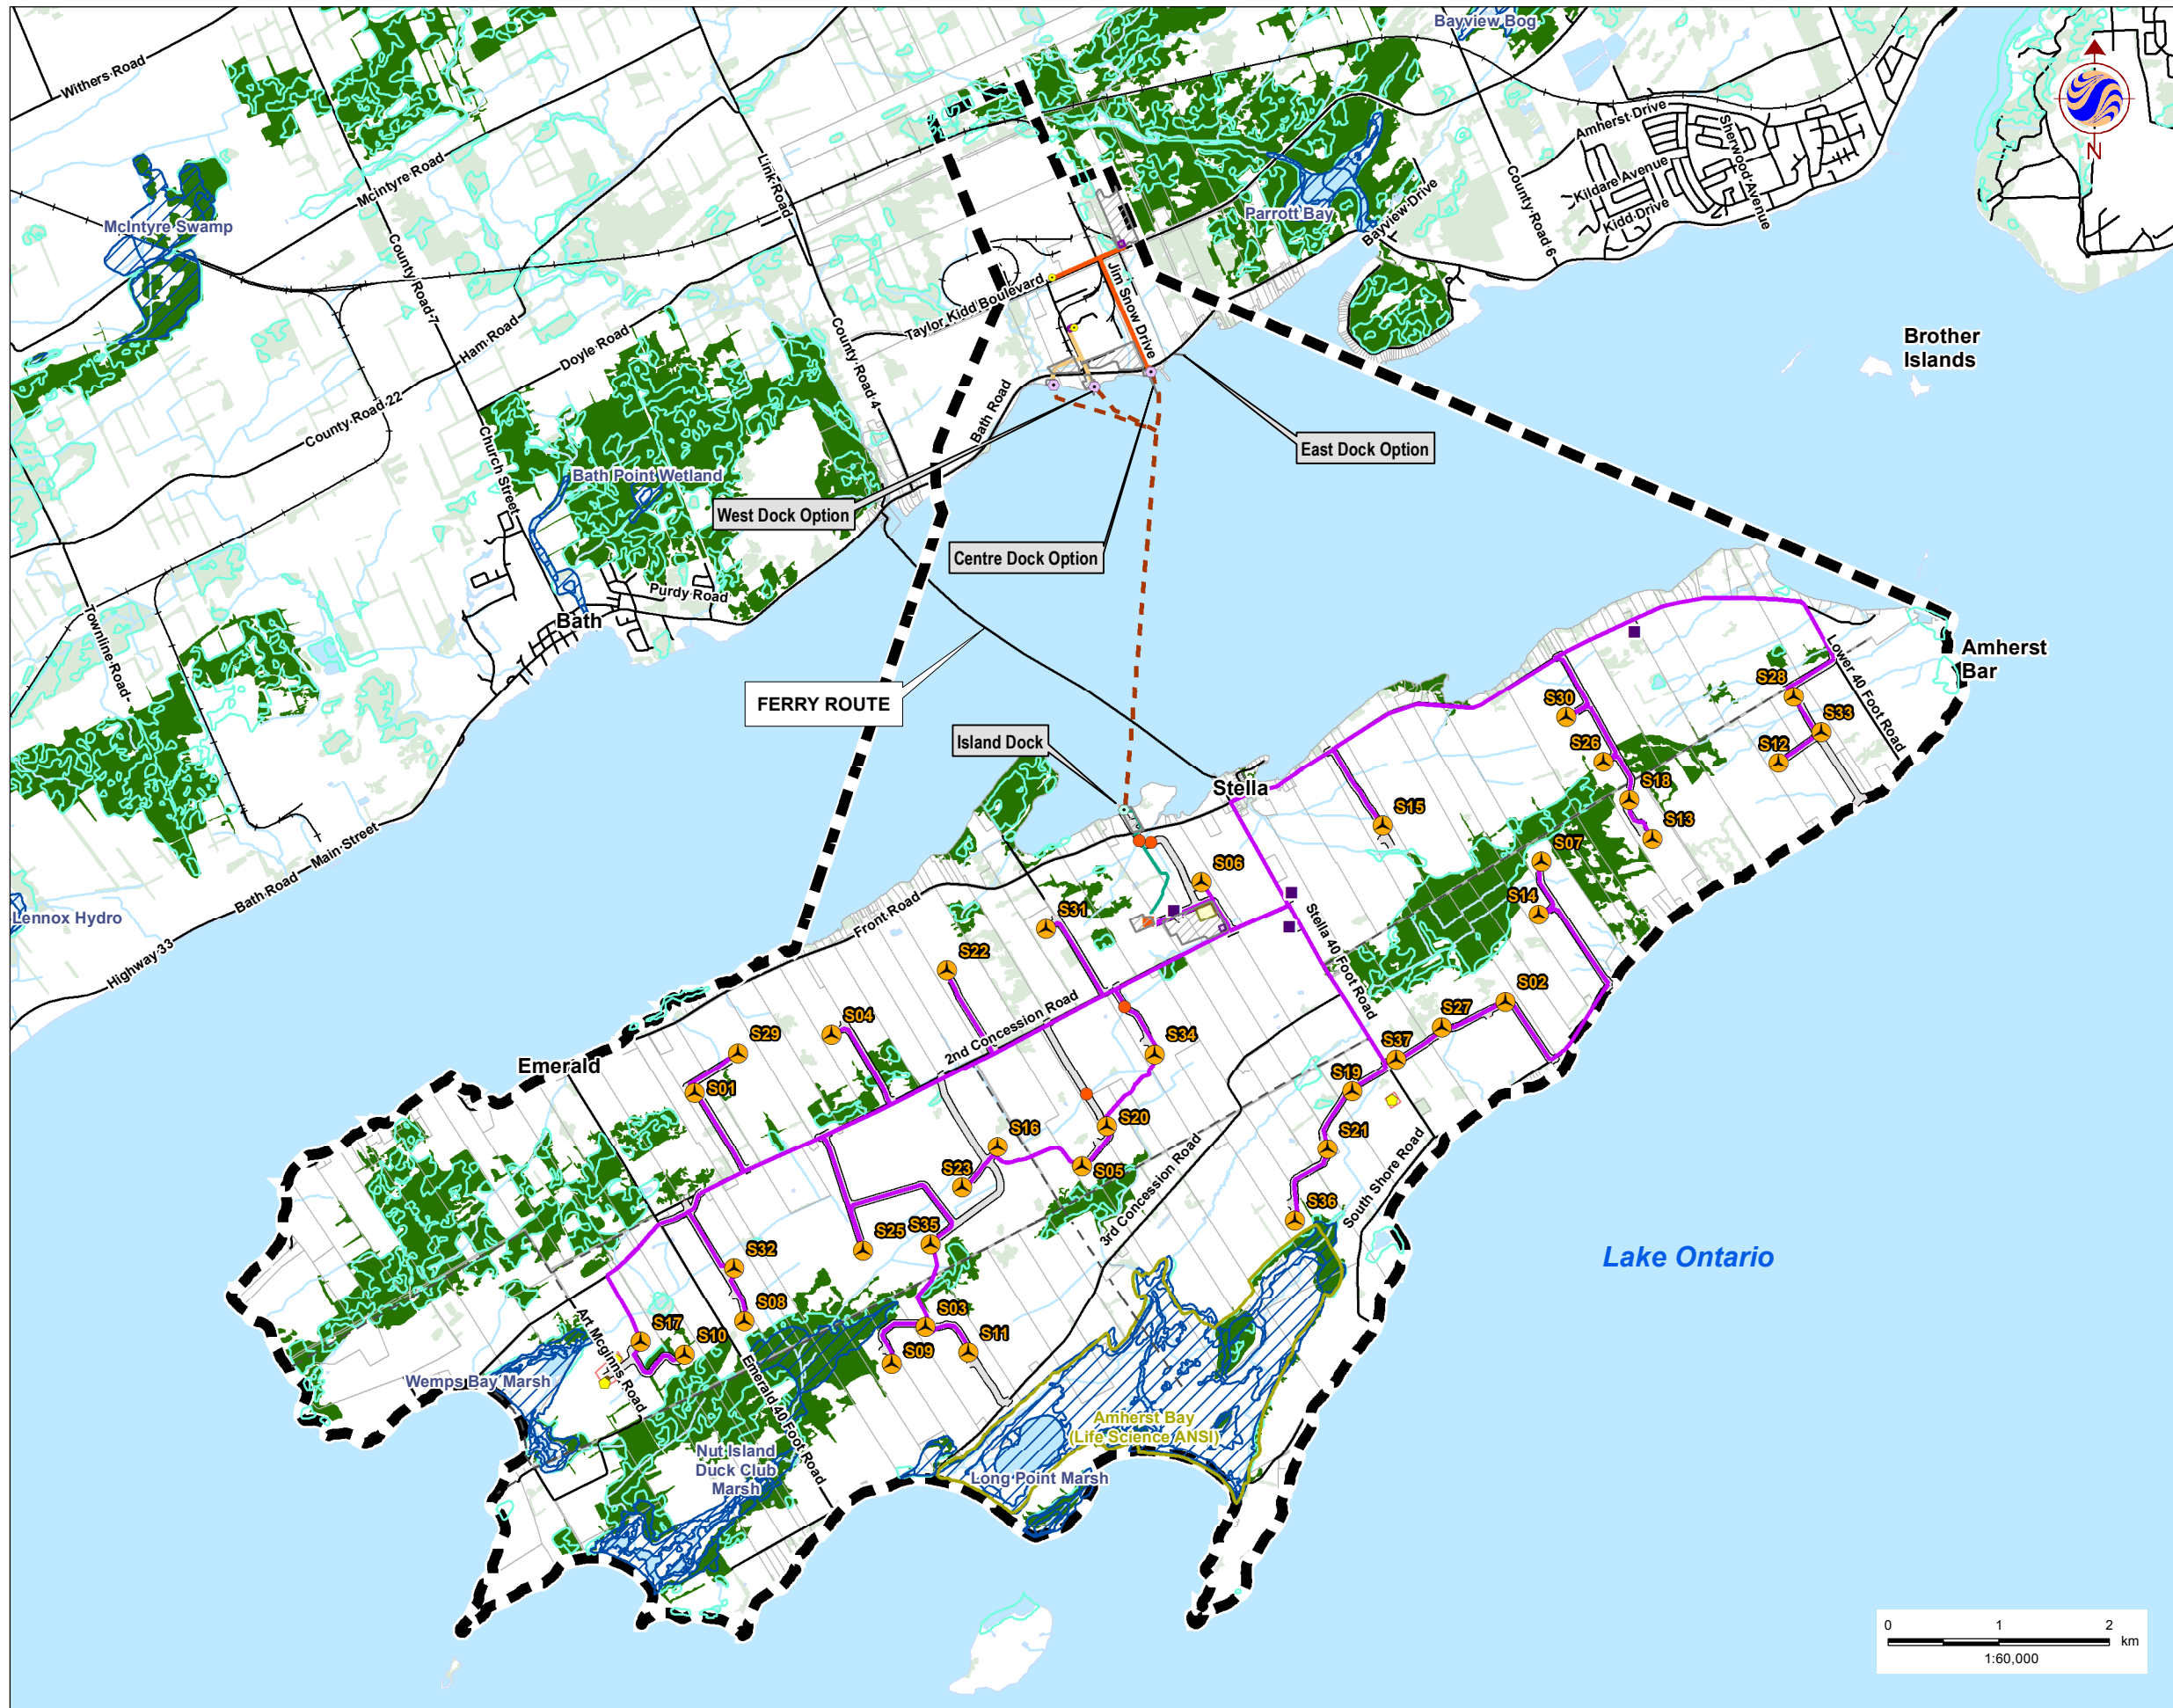 Bayview Bog
Withers Road
N
Amherst Drive
Sherwood Avenue
Mcintyre Road
Link Road
Kildare Avenue
County Road 6
Kidd Drive
Bayview Drive
Parrott Bay
McIntyre Swamp
County Road 7
Taylor Kidd Boulevard
Jim Snow Drive
Ham Road
Doyle Road
County Road 4
Brother
Islands
County Road 22
Bath Road
Church Street
East Dock Option
Bath Point Wetland
West Dock Option
Centre Dock Option
Purdy Road
Bath
Townline Road
Amherst
Bar
Lower 40 Foot Road
FERRY ROUTE
Island Dock
Stella
S28
S30
S33
S12
S26
S18
S15
S13
Main Street
Bath Road
Highway 33
Lennox Hydro
S07
S06
S14
Front Road
S31
S22
Stella 40 Foot Road
S02
S27
S04
S29
2nd Concession Road
S34
S37
Emerald
S01
S19
S20
S16
S21
S05
S23
3rd Concession Road
South Shore Road
S36
S25
S35
S32
Lake Ontario
S08
S03
S11
S17
S10
S09
Art Mcginns Road
Wemps Bay Marsh
Emerald 40 Foot Road
Amherst Bay
(Life Science ANSI)
Nut Island
Duck Club
Marsh
Long Point Marsh
0 1 2
km
1:60,000